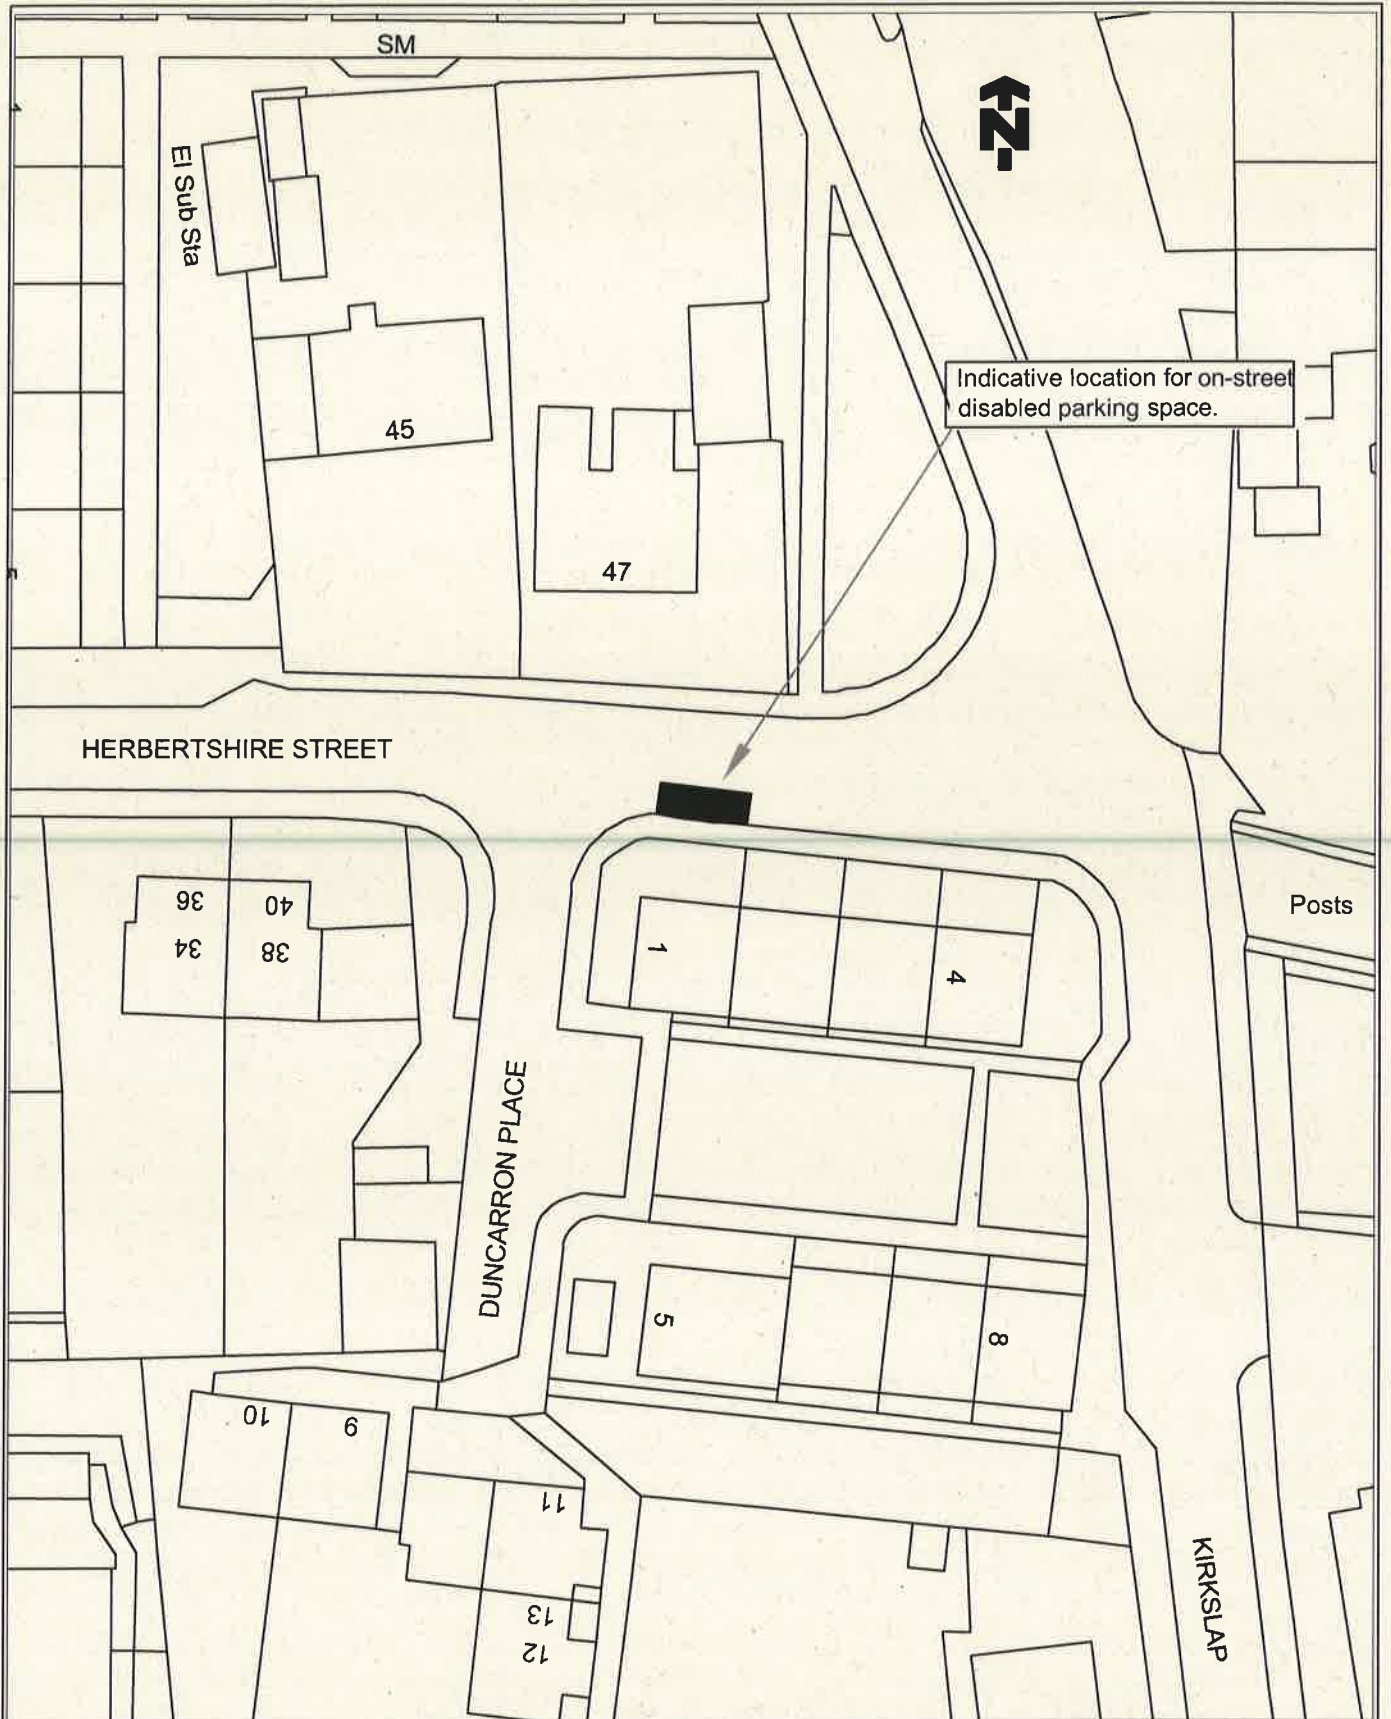 SM
N
El Sub Sta
Indicative location for on-street
disabled parking space.
45
47
HERBERTSHIRE STREET
36
40
34
38
1
4
Posts
DUNCARRON PLACE
5
8
10
9
11
13
12
KIRKSLAP